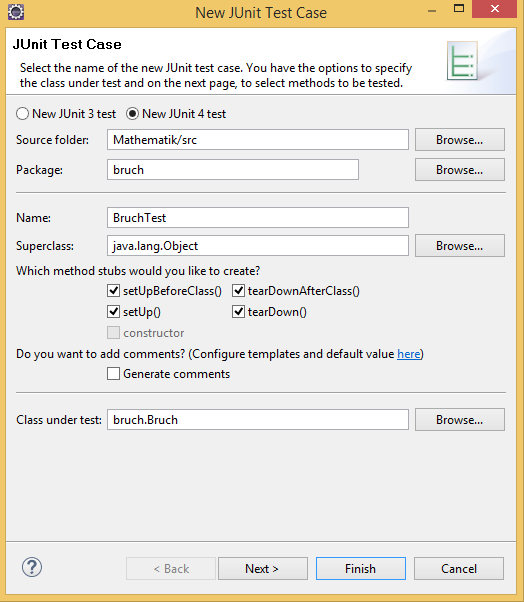 New JUnit Test Case
JUnit Test Case
Select the name of the new JUnit test case. You have the options to specify
the class under test and on the next page, to select methods to be tested.
New JUnit 3 test New JUnit 4 test
Source folder: Mathematik/src Browse...
Package: bruch Browse...
Name: BruchTest
Superclass: java.lang.Object Browse...
Which method stubs would you like to create?
setUpBeforeClass() tearDownAfterClass()
setUp() tearDown()
constructor
Do you want to add comments? (Configure templates and default value here)
Generate comments
Class under test: bruch.Bruch Browse...
? < Back Next > Finish Cancel